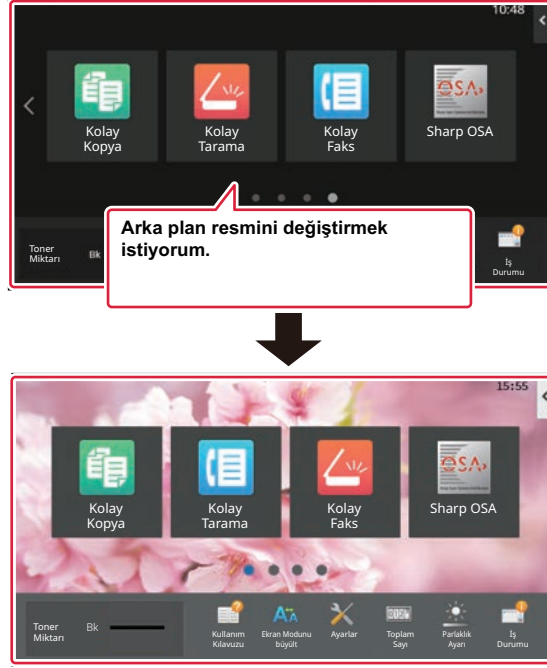 10:48
Kolay
Kopya
Kolay
Tarama
Kolay
Faks
OSA
Sharp OSA
Arka plan resmini değiştirmek
istiyorum.
Toner
Miktarı
Bk
İş
Durumu
15:55
Kolay
Kopya
Kolay
Tarama
Kolay
Faks
OSA
Sharp OSA
Toner
Miktarı
Bk
Kullanım
Kılavuzu
Ekran Modunu
büyült
Ayarlar
Toplam
Sayı
Parlaklık
Ayarı
İş
Durumu